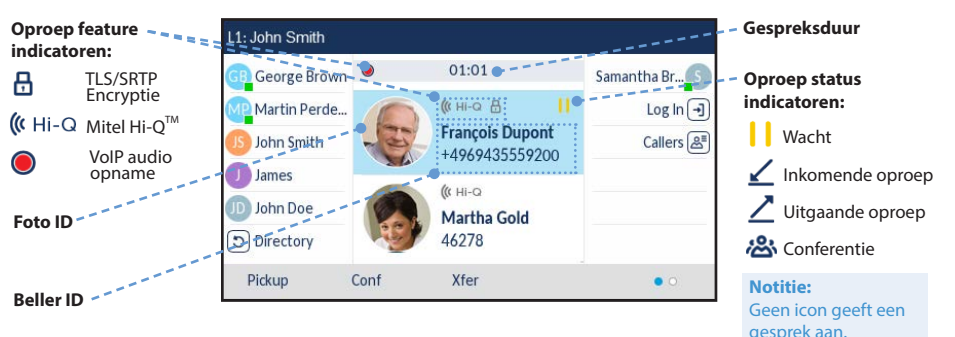 Oproep feature
indicatoren:
TLS/SRTP
Encryptie
Hi-Q Mitel Hi-Q™
VoIP audio
opname
Foto ID
Beller ID
L1: John Smith
GB George Brown
MP Martin Perde...
JS John Smith
J James
JD John Doe
Directory
01:01
Hi-Q
François Dupont
+4969435559200
Hi-Q
Martha Gold
46278
Samantha Br... S
Log In
Callers
Pickup Conf Xfer
Gespreksduur
Oproep status
indicatoren:
Wacht
Inkomende oproep
Uitgaande oproep
Conferentie
Notitie:
Geen icon geeft een
gesprek aan.